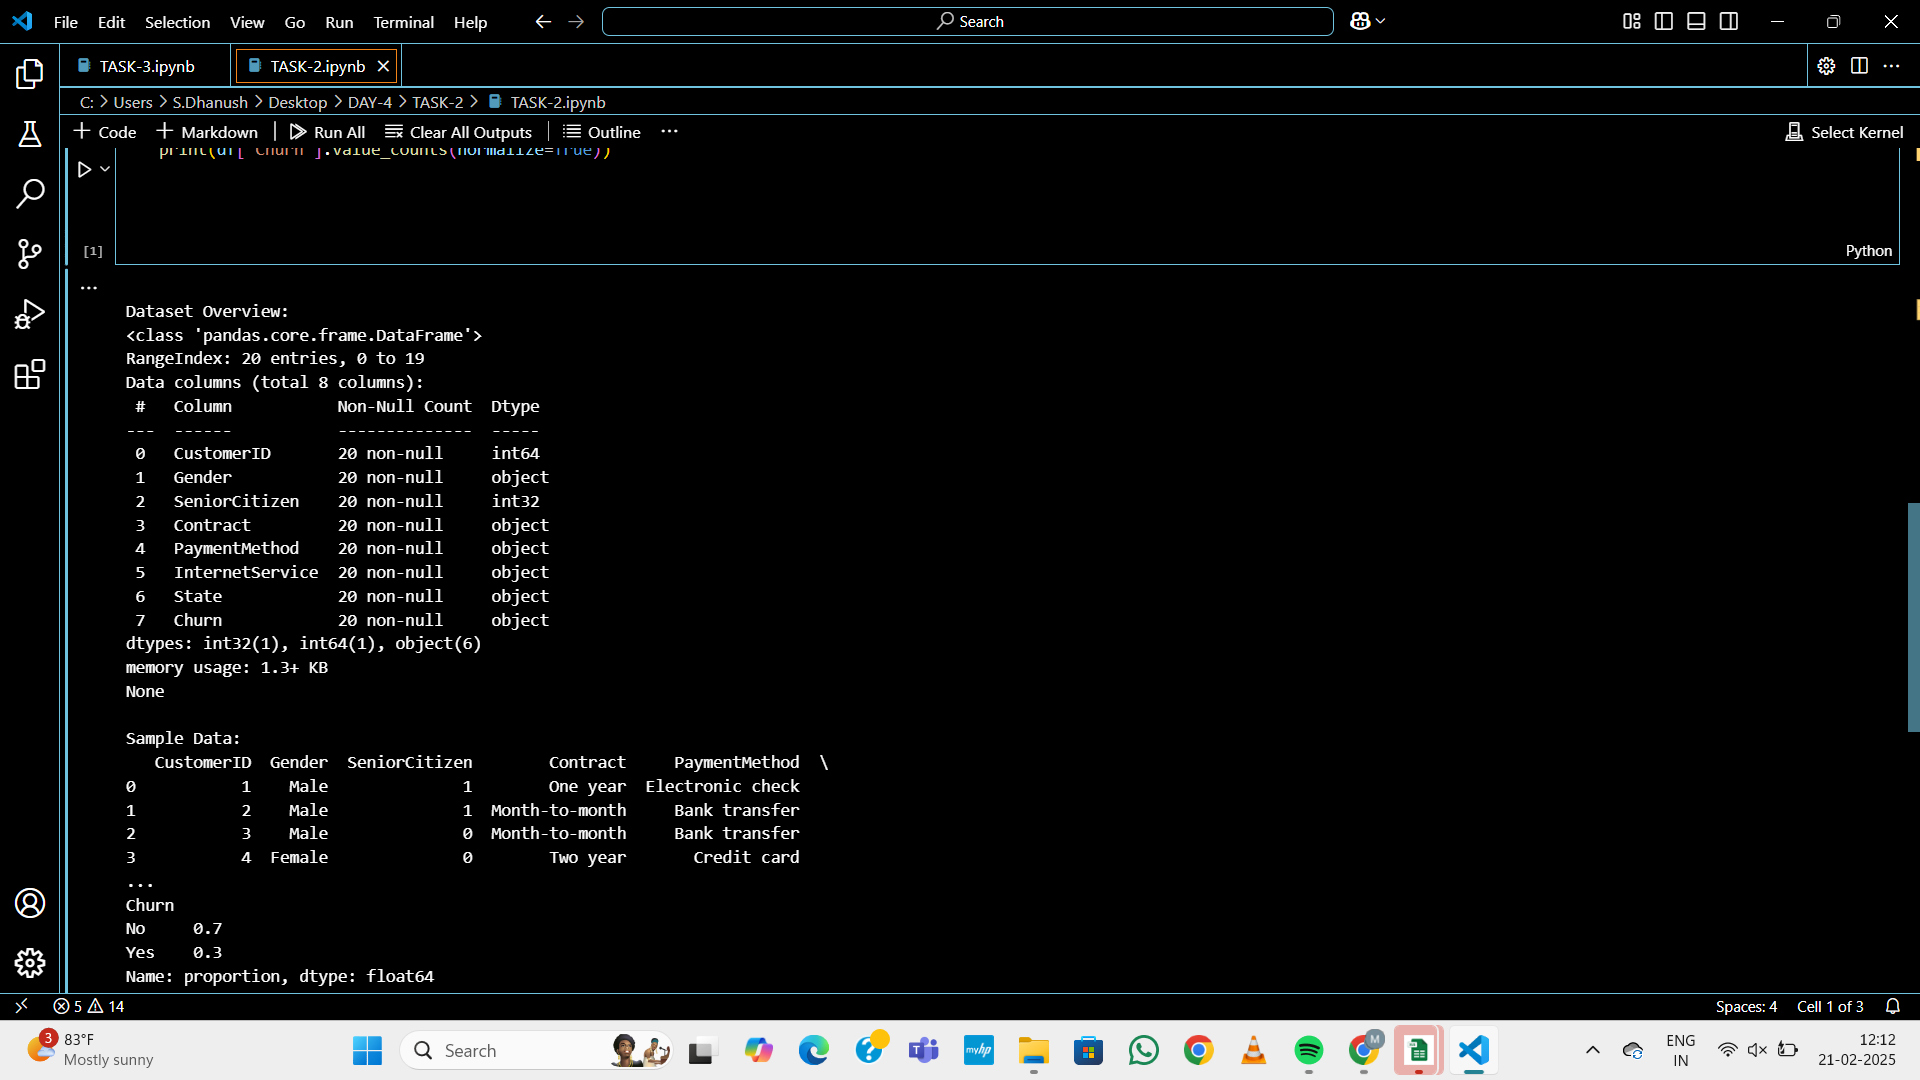 File Edit Selection View Go Run Terminal Help
Search
TASK-3.ipynb
TASK-2.ipynb
C: > Users > S.Dhanush > Desktop > DAY-4 > TASK-2 > TASK-2.ipynb
+ Code + Markdown Run All Clear All Outputs Outline ...
Select Kernel
print(df['Churn'].value_counts(normalize=True))
[1]
Python
...
Dataset Overview:
<class 'pandas.core.frame.DataFrame'>
RangeIndex: 20 entries, 0 to 19
Data columns (total 8 columns):
# Column Non-Null Count Dtype
--- ------ -------------- -----
0 CustomerID 20 non-null int64
1 Gender 20 non-null object
2 SeniorCitizen 20 non-null int32
3 Contract 20 non-null object
4 PaymentMethod 20 non-null object
5 InternetService 20 non-null object
6 State 20 non-null object
7 Churn 20 non-null object
dtypes: int32(1), int64(1), object(6)
memory usage: 1.3+ KB
None
Sample Data:
CustomerID Gender SeniorCitizen Contract PaymentMethod \
0 1 Male 1 One year Electronic check
1 2 Male 1 Month-to-month Bank transfer
2 3 Male 0 Month-to-month Bank transfer
3 4 Female 0 Two year Credit card
...
Churn
No 0.7
Yes 0.3
Name: proportion, dtype: float64
5 14
Spaces: 4 Cell 1 of 3
3
83°F
Mostly sunny
Search
myhp
M
ENG
IN
12:12
21-02-2025